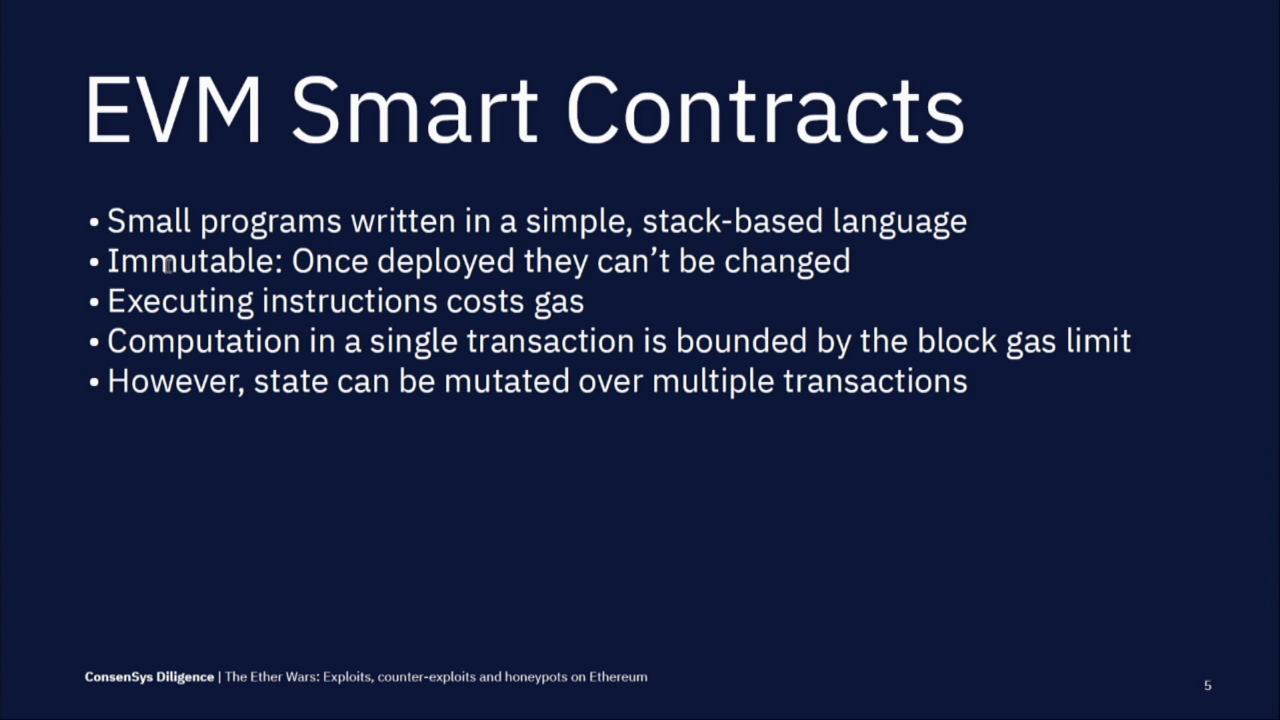 EVM Smart Contracts
• Small programs written in a simple, stack-based language
• Immutable: Once deployed they can’t be changed
• Executing instructions costs gas
• Computation in a single transaction is bounded by the block gas limit
• However, state can be mutated over multiple transactions
ConsenSys Diligence | The Ether Wars: Exploits, counter-exploits and honeypots on Ethereum
5